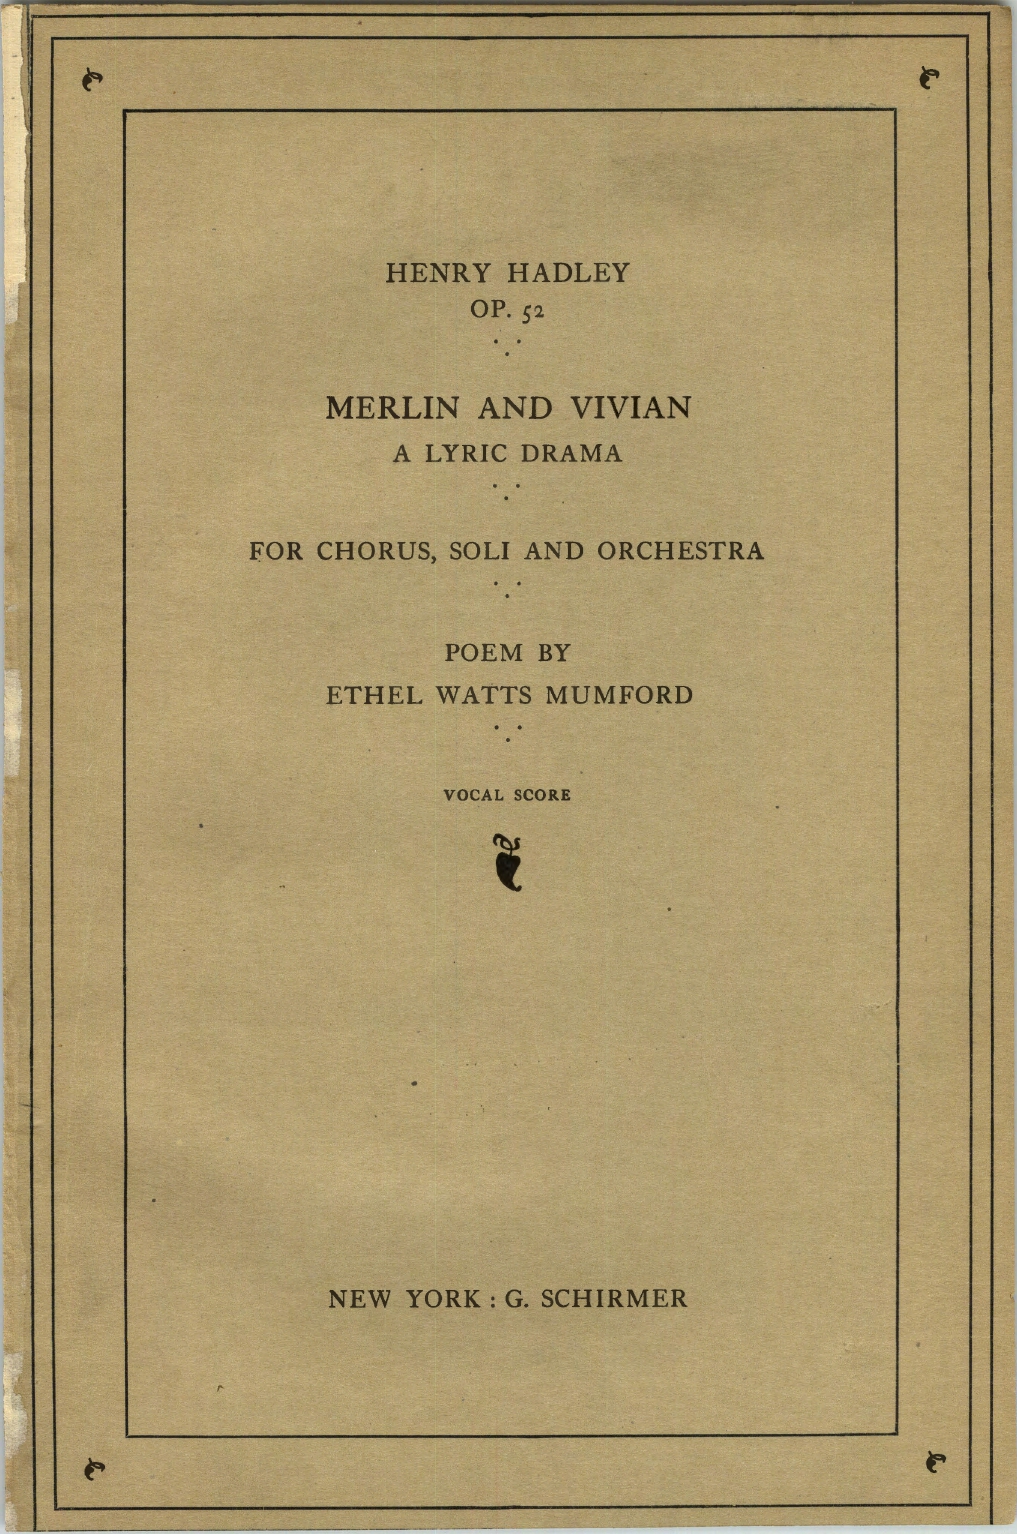 HENRY HADLEY
OP. 52
MERLIN AND VIVIAN
A LYRIC DRAMA
FOR CHORUS, SOLI AND ORCHESTRA
POEM BY
ETHEL WATTS MUMFORD
VOCAL SCORE
NEW YORK : G. SCHIRMER